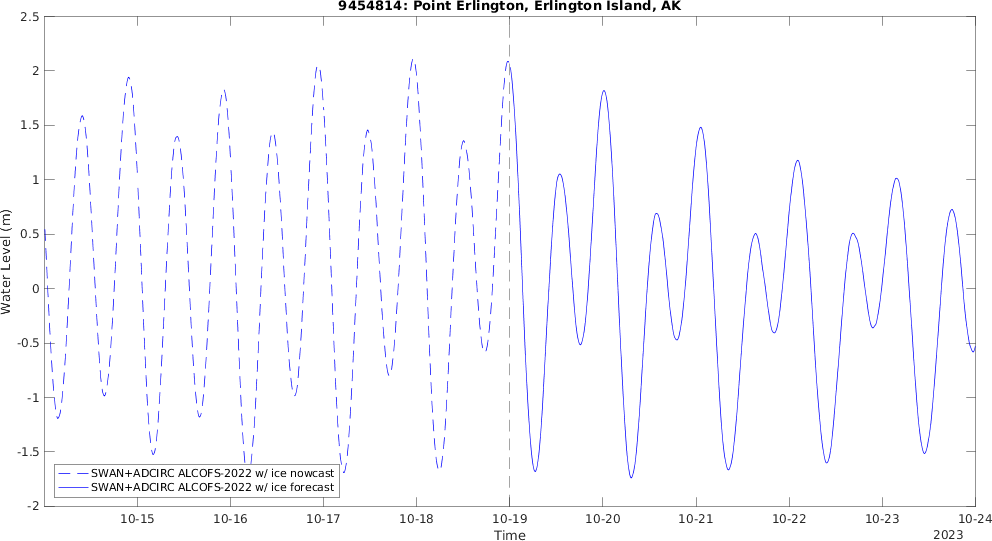 9454814: Point Erlington, Erlington Island, AK
2.5
2
1.5
1
0.5
0
-0.5
-1
-1.5
-2
Water Level (m)
SWAN+ADCIRC ALCOFS-2022 w/ ice nowcast
SWAN+ADCIRC ALCOFS-2022 w/ ice forecast
10-15 10-16 10-17 10-18 10-19 10-20 10-21 10-22 10-23 10-24
Time
2023